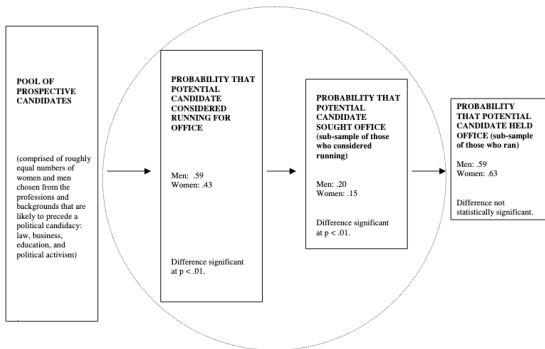 POOL OF
PROSPECTIVE
CANDIDATES
(comprised of roughly
equal numbers of
women and men
chosen from the
professions and
backgrounds that are
likely to precede a
political candidacy:
law, business,
education, and
political activism)
PROBABILITY THAT
POTENTIAL
CANDIDATE
CONSIDERED
RUNNING FOR
OFFICE
Men: .59
Women: .43
Difference significant
at p < .01.
PROBABILITY THAT
POTENTIAL
CANDIDATE
SOUGHT OFFICE
(sub-sample of those
who considered
running)
Men: .20
Women: .15
Difference significant
at p < .01.
PROBABILITY
THAT POTENTIAL
CANDIDATE HELD
OFFICE (sub-sample
of those who ran)
Men: .59
Women: .63
Difference not
statistically significant.